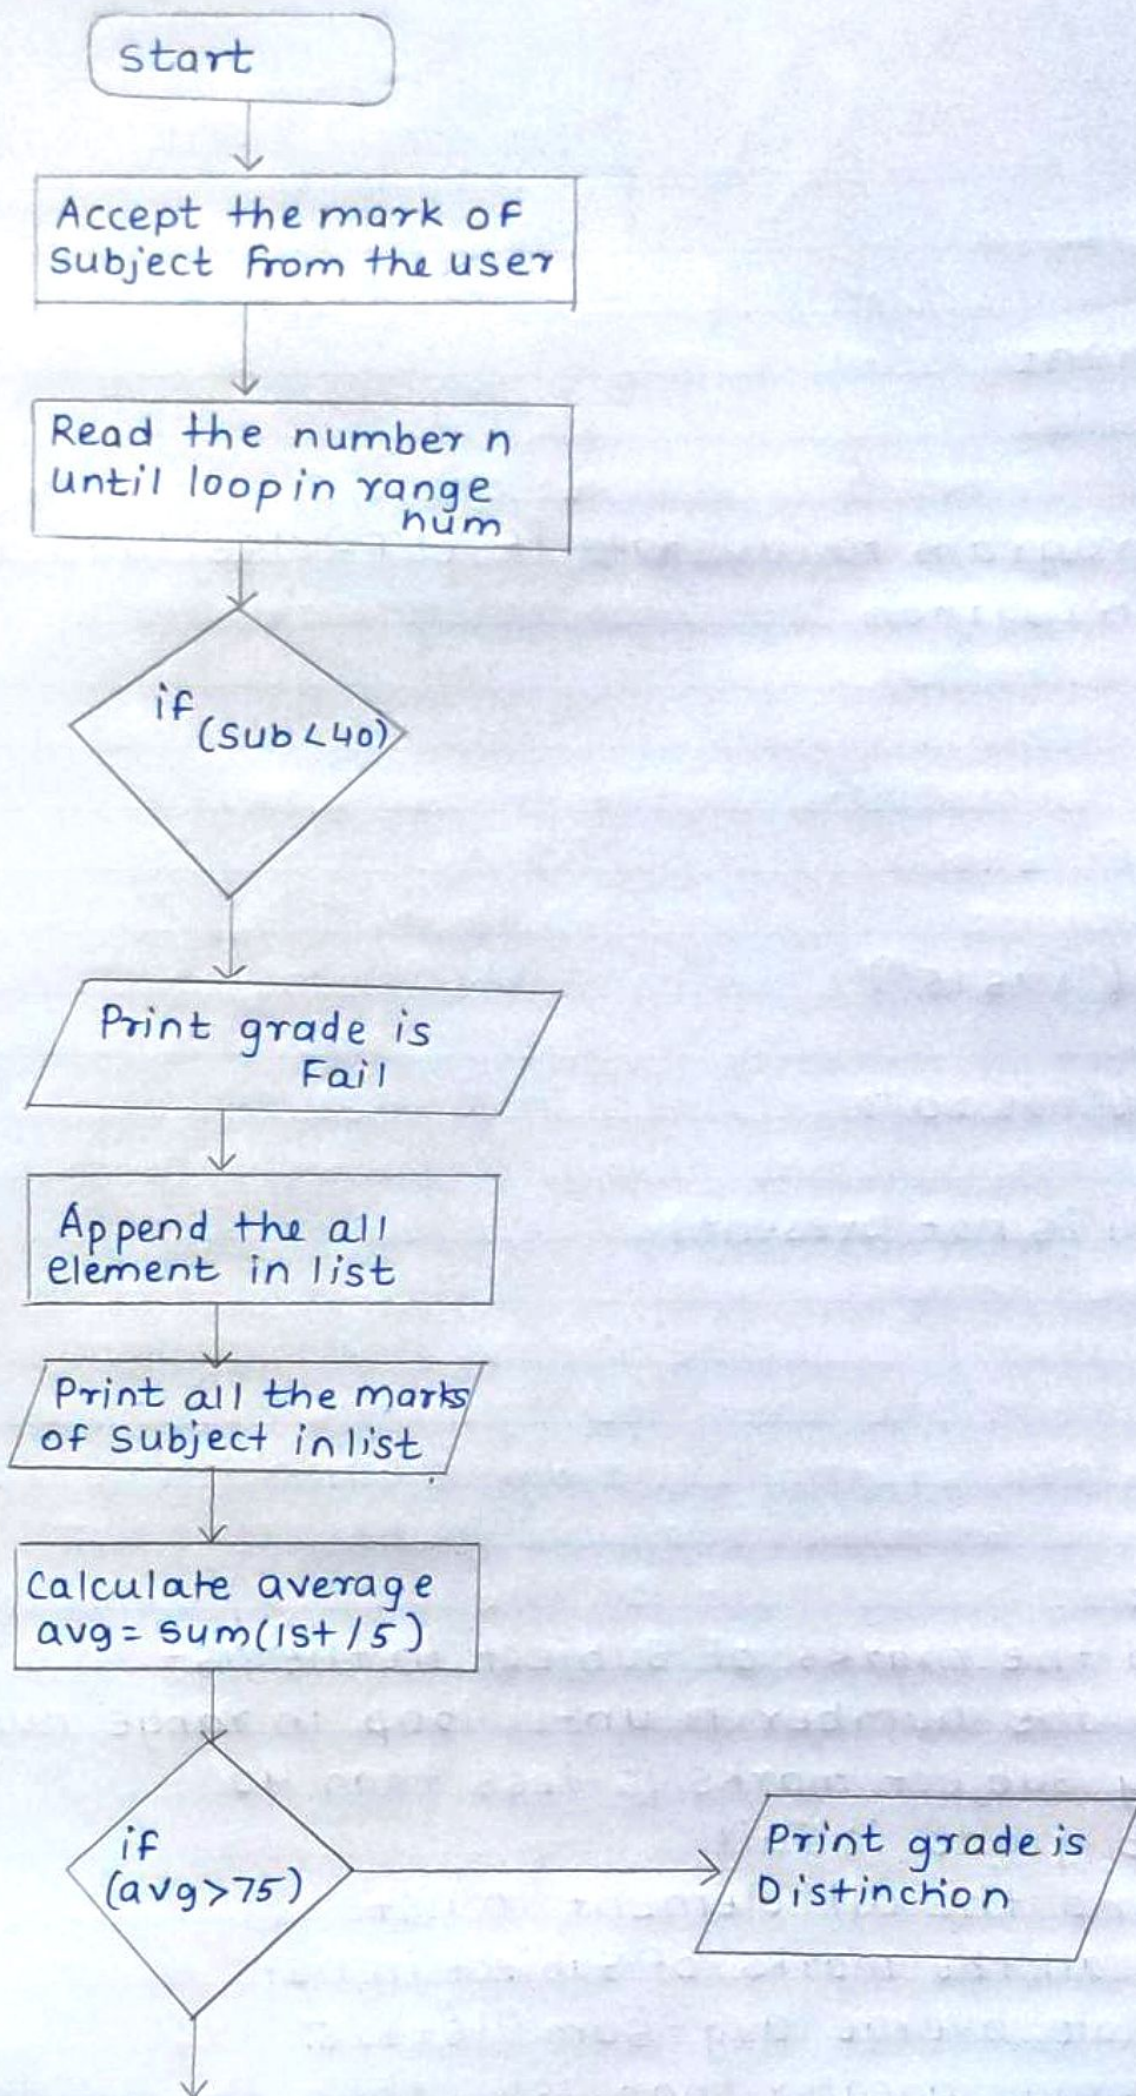 Start
Accept the mark of
Subject from the user
Read the number n
Until loop in range
num
if
(Sub < 40)
Print grade is
Fail
Append the all
element in list
Print all the marks
of Subject in list
Calculate average
avg = sum(lst / 5)
if
(avg > 75)
Print grade is
Distinction